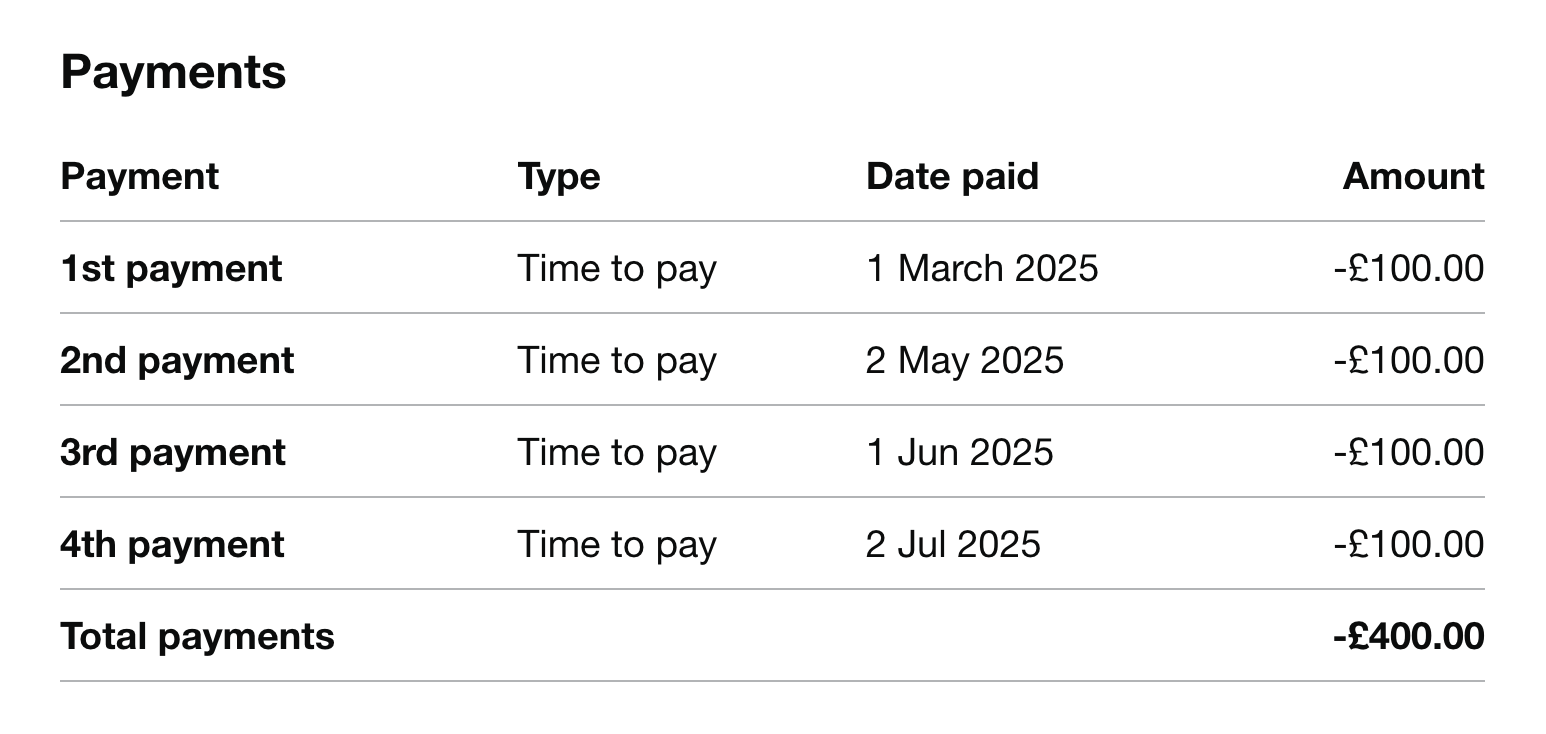 Payments
Payment Type Date paid Amount
1st payment Time to pay 1 March 2025 -£100.00
2nd payment Time to pay 2 May 2025 -£100.00
3rd payment Time to pay 1 Jun 2025 -£100.00
4th payment Time to pay 2 Jul 2025 -£100.00
Total payments -£400.00